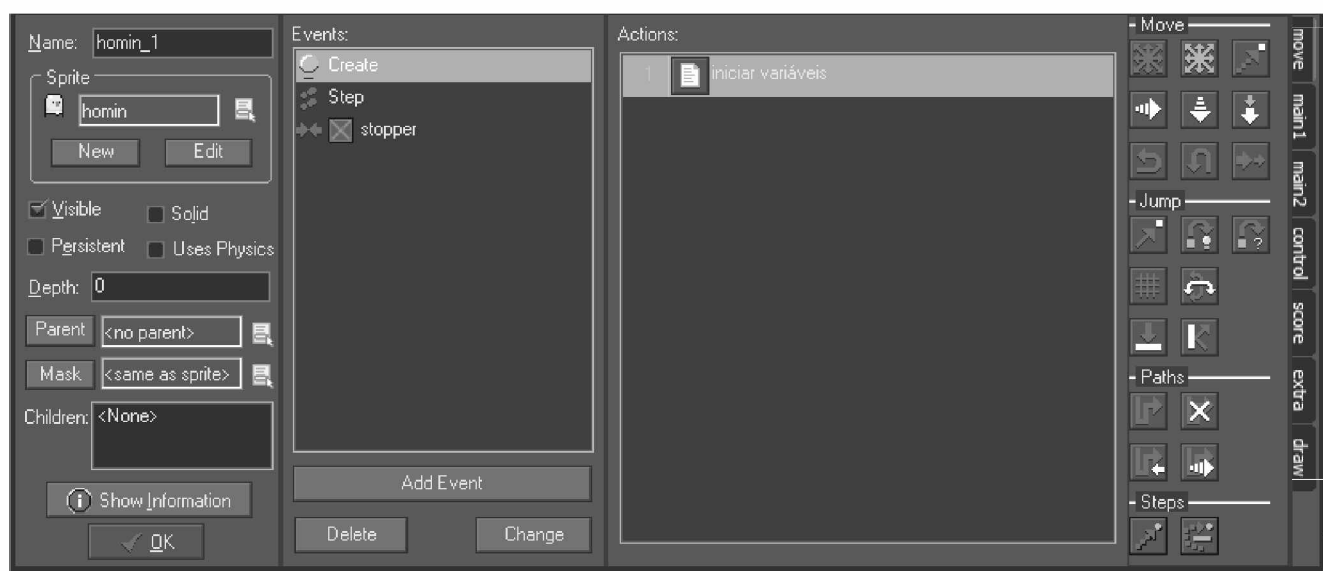 Name: homin_1
Sprite
homin
New Edit
Visible Solid
Persistent Uses Physics
Depth: 0
Parent <no parent>
Mask <same as sprite>
Children: <None>
Show Information
OK
Events:
Create
Step
stopper
Add Event
Delete Change
Actions:
1 iniciar variáveis
Move
Jump
?
Paths
Steps
move
main1
main2
control
score
extra
draw